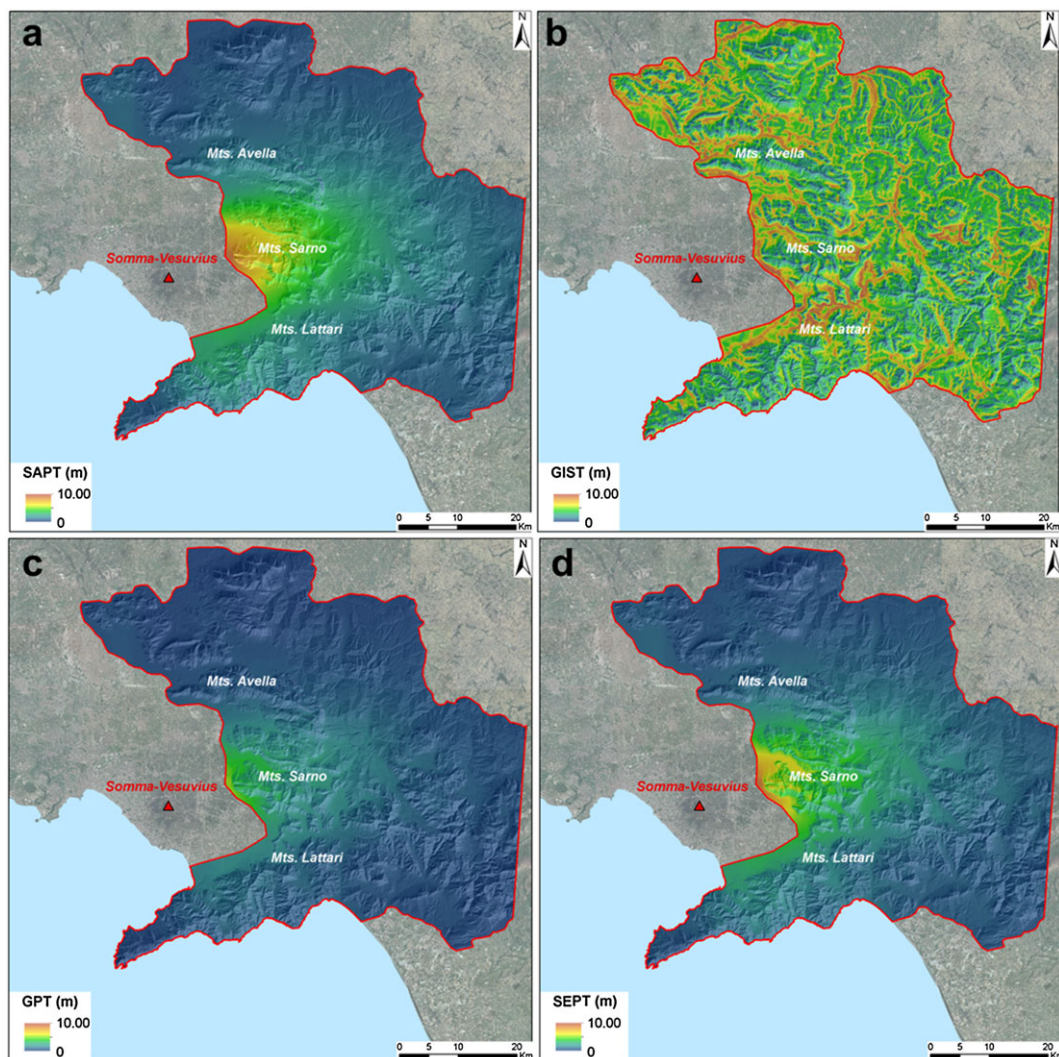 a
N
Mts. Avella
Mts. Sarno
Somma-Vesuvius
Mts. Lattari
SAPT (m)
10.00
0
0 5 10 20
Km
b
N
Mts. Avella
Mts. Sarno
Somma-Vesuvius
Mts. Lattari
GIST (m)
10.00
0
0 5 10 20
Km
c
N
Mts. Avella
Mts. Sarno
Somma-Vesuvius
Mts. Lattari
GPT (m)
10.00
0
0 5 10 20
Km
d
N
Mts. Avella
Mts. Sarno
Somma-Vesuvius
Mts. Lattari
SEPT (m)
10.00
0
0 5 10 20
Km